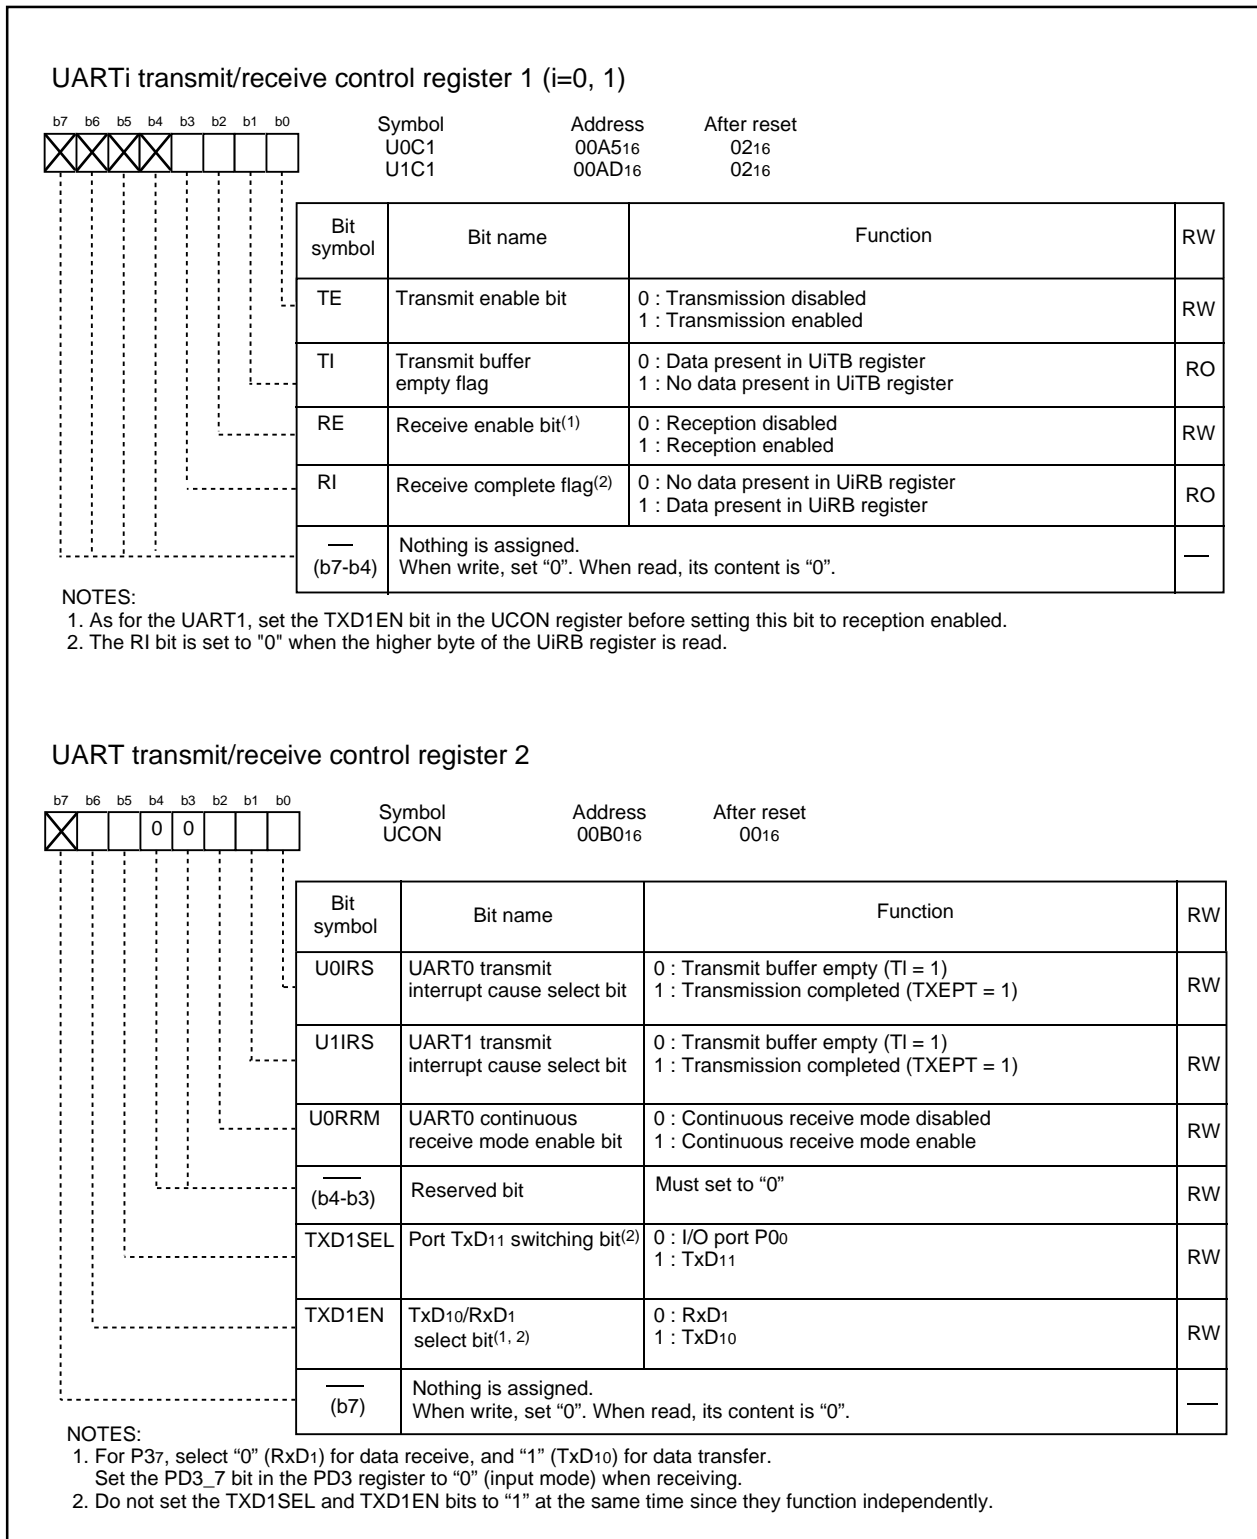 UARTi transmit/receive control register 1 (i=0, 1)
b7 b6 b5 b4 b3 b2 b1 b0
Symbol Address After reset
U0C1 00A516 0216
U1C1 00AD16 0216
Bit symbol Bit name Function RW
TE Transmit enable bit 0 : Transmission disabled
1 : Transmission enabled RW
TI Transmit buffer empty flag 0 : Data present in UiTB register
1 : No data present in UiTB register RO
RE Receive enable bit(1) 0 : Reception disabled
1 : Reception enabled RW
RI Receive complete flag(2) 0 : No data present in UiRB register
1 : Data present in UiRB register RO
— (b7-b4) Nothing is assigned.
When write, set “0”. When read, its content is “0”. —
NOTES:
1. As for the UART1, set the TXD1EN bit in the UCON register before setting this bit to reception enabled.
2. The RI bit is set to "0" when the higher byte of the UiRB register is read.
UART transmit/receive control register 2
b7 b6 b5 b4 b3 b2 b1 b0
0 0
Symbol Address After reset
UCON 00B016 0016
Bit symbol Bit name Function RW
U0IRS UART0 transmit interrupt cause select bit 0 : Transmit buffer empty (TI = 1)
1 : Transmission completed (TXEPT = 1) RW
U1IRS UART1 transmit interrupt cause select bit 0 : Transmit buffer empty (TI = 1)
1 : Transmission completed (TXEPT = 1) RW
U0RRM UART0 continuous receive mode enable bit 0 : Continuous receive mode disabled
1 : Continuous receive mode enable RW
— (b4-b3) Reserved bit Must set to “0” RW
TXD1SEL Port TxD11 switching bit(2) 0 : I/O port P00
1 : TxD11 RW
TXD1EN TxD10/RxD1 select bit(1, 2) 0 : RxD1
1 : TxD10 RW
— (b7) Nothing is assigned.
When write, set “0”. When read, its content is “0”. —
NOTES:
1. For P37, select “0” (RxD1) for data receive, and “1” (TxD10) for data transfer.
Set the PD3_7 bit in the PD3 register to “0” (input mode) when receiving.
2. Do not set the TXD1SEL and TXD1EN bits to “1” at the same time since they function independently.